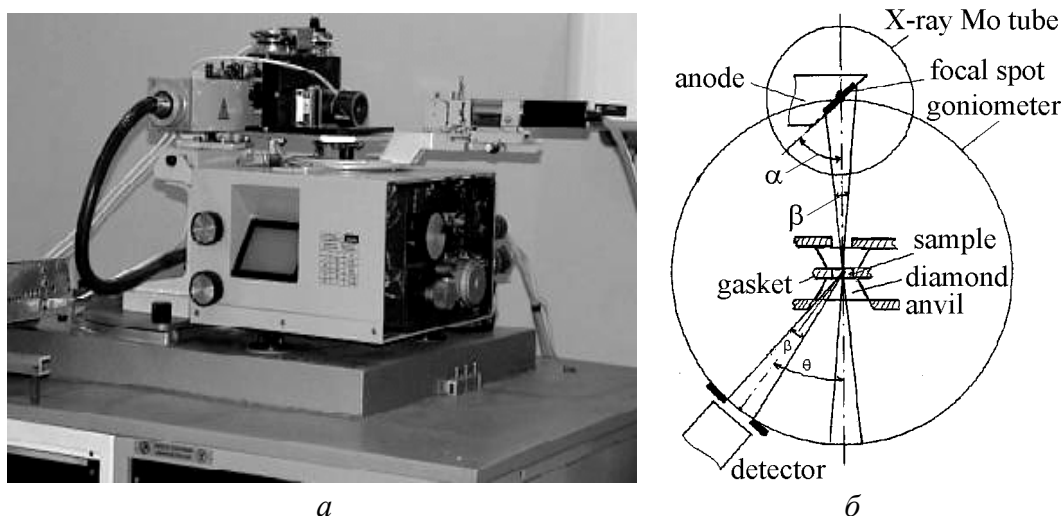 X-ray Mo tube
anode
focal spot
goniometer
α
β
sample
gasket
diamond
anvil
β
θ
detector
а
б